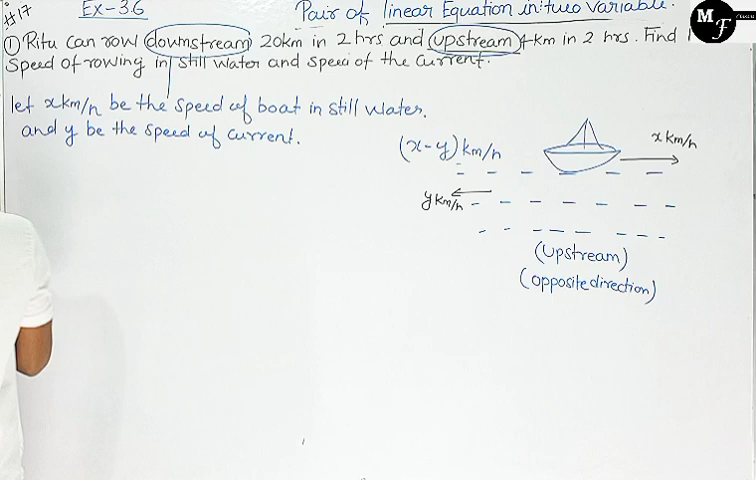 #17 Ex-3.6 Pair of linear Equation in two Variable.
① Ritu can row downstream 20km in 2 hrs and upstream 4km in 2 hrs. Find
Speed of rowing in still water and speed of the current.
let x km/h be the speed of boat in still water.
and y be the speed of current.
(x-y) km/h
x km/h
y km/h
(Upstream)
(opposite direction)
M
F